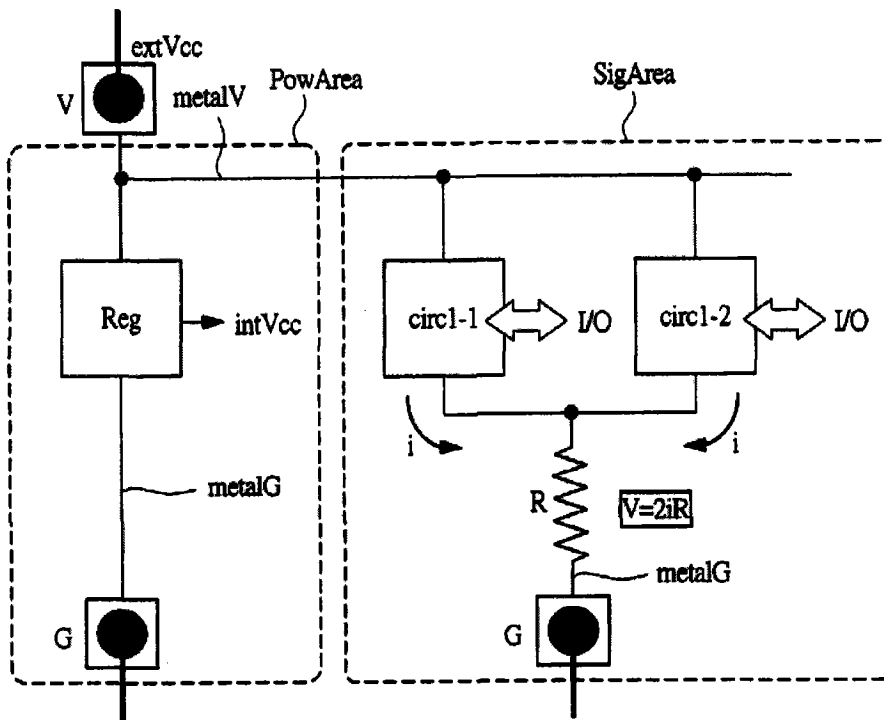 extVcc
V
metalV
PowArea
SigArea
Reg
intVcc
circ1-1
I/O
circ1-2
I/O
i
i
metalG
R
V=2iR
metalG
G
G